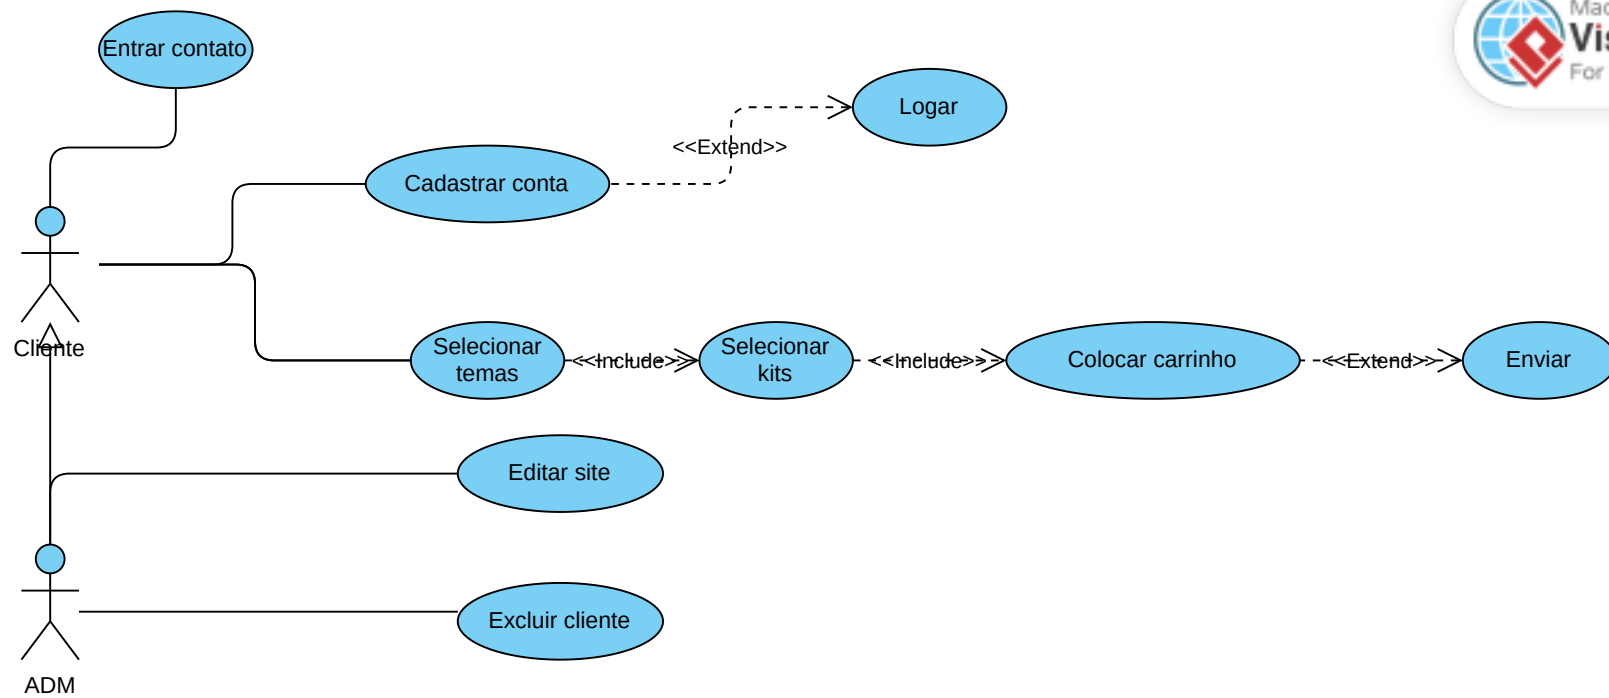 Entrar contato
Logar
<<Extend>>
Cadastrar conta
Cliente
Selecionar
temas
<<Include>>
Selecionar
kits
<<Include>>
Colocar carrinho
<<Extend>>
Enviar
Editar site
Excluir cliente
ADM
For